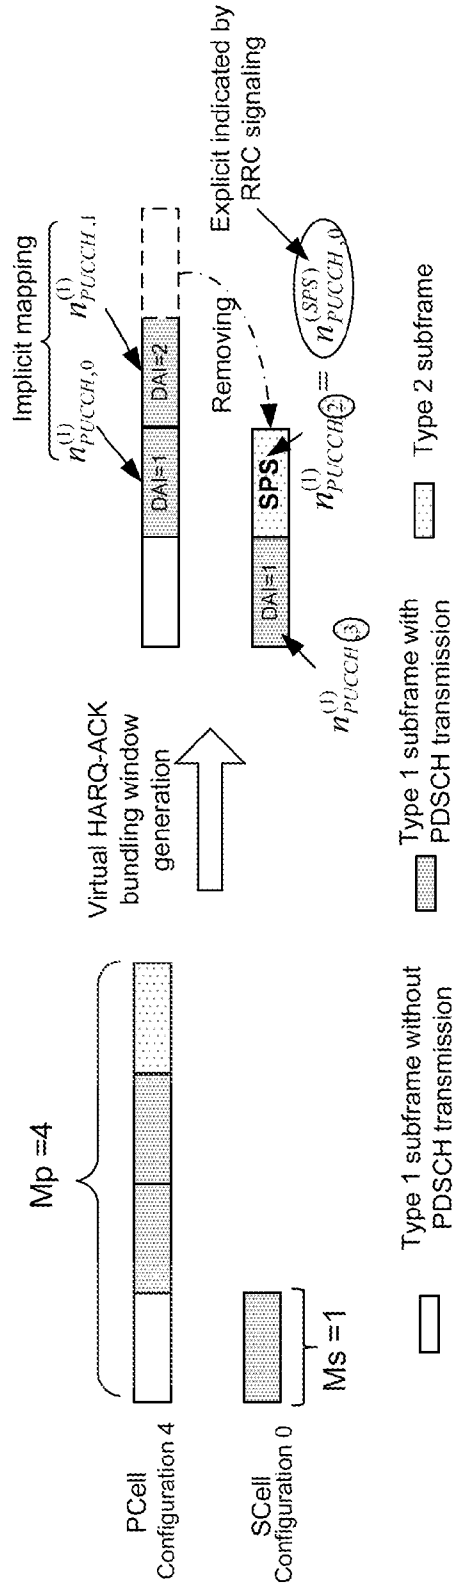 Mp =4
PCell
Configuration 4
SCell
Configuration 0
Ms =1
Virtual HARQ-ACK
bundling window
generation
Implicit mapping
n^{(1)}_{PUCCH,0}
n^{(1)}_{PUCCH,1}
DAI=1
DAI=2
Removing
DAI=1
SPS
n^{(1)}_{PUCCH 3}
n^{(1)}_{PUCCH 2} = n^{(SPS)}_{PUCCH,0}
Explicit indicated by
RRC signaling
Type 1 subframe without
PDSCH transmission
Type 1 subframe with
PDSCH transmission
Type 2 subframe